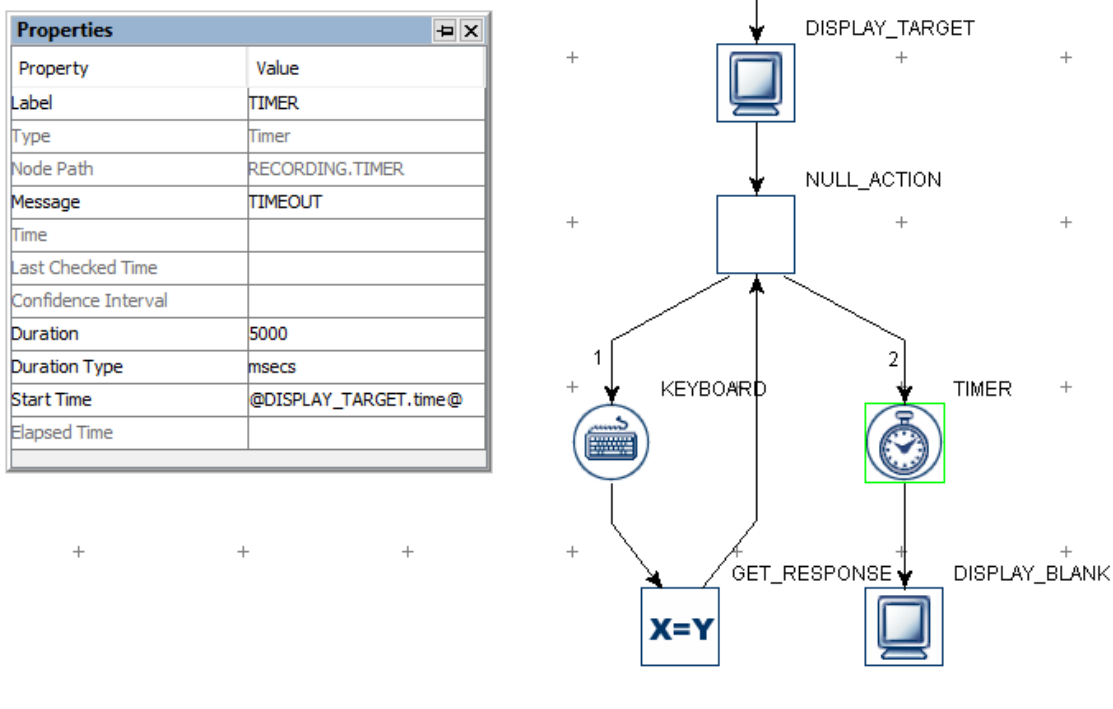 Properties
Property Value
Label TIMER
Type Timer
Node Path RECORDING.TIMER
Message TIMEOUT
Time
Last Checked Time
Confidence Interval
Duration 5000
Duration Type msecs
Start Time @DISPLAY_TARGET.time@
Elapsed Time
DISPLAY_TARGET
NULL_ACTION
1
2
KEYBOARD
TIMER
GET_RESPONSE
X=Y
DISPLAY_BLANK